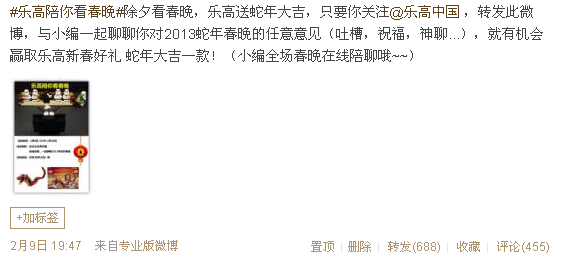 #乐高陪你看春晚#除夕看春晚，乐高送蛇年大吉，只要你关注@乐高中国 ，转发此微
博，与小编一起聊聊你对2013蛇年春晚的任意意见（吐槽，祝福，神聊...），就有机会
赢取乐高新春好礼 蛇年大吉一款！（小编全场春晚在线陪聊哦~~）
乐高陪你看春晚
+加标签
2月9日 19:47 来自专业版微博 置顶 | 删除 | 转发(688) | 收藏 | 评论(455)